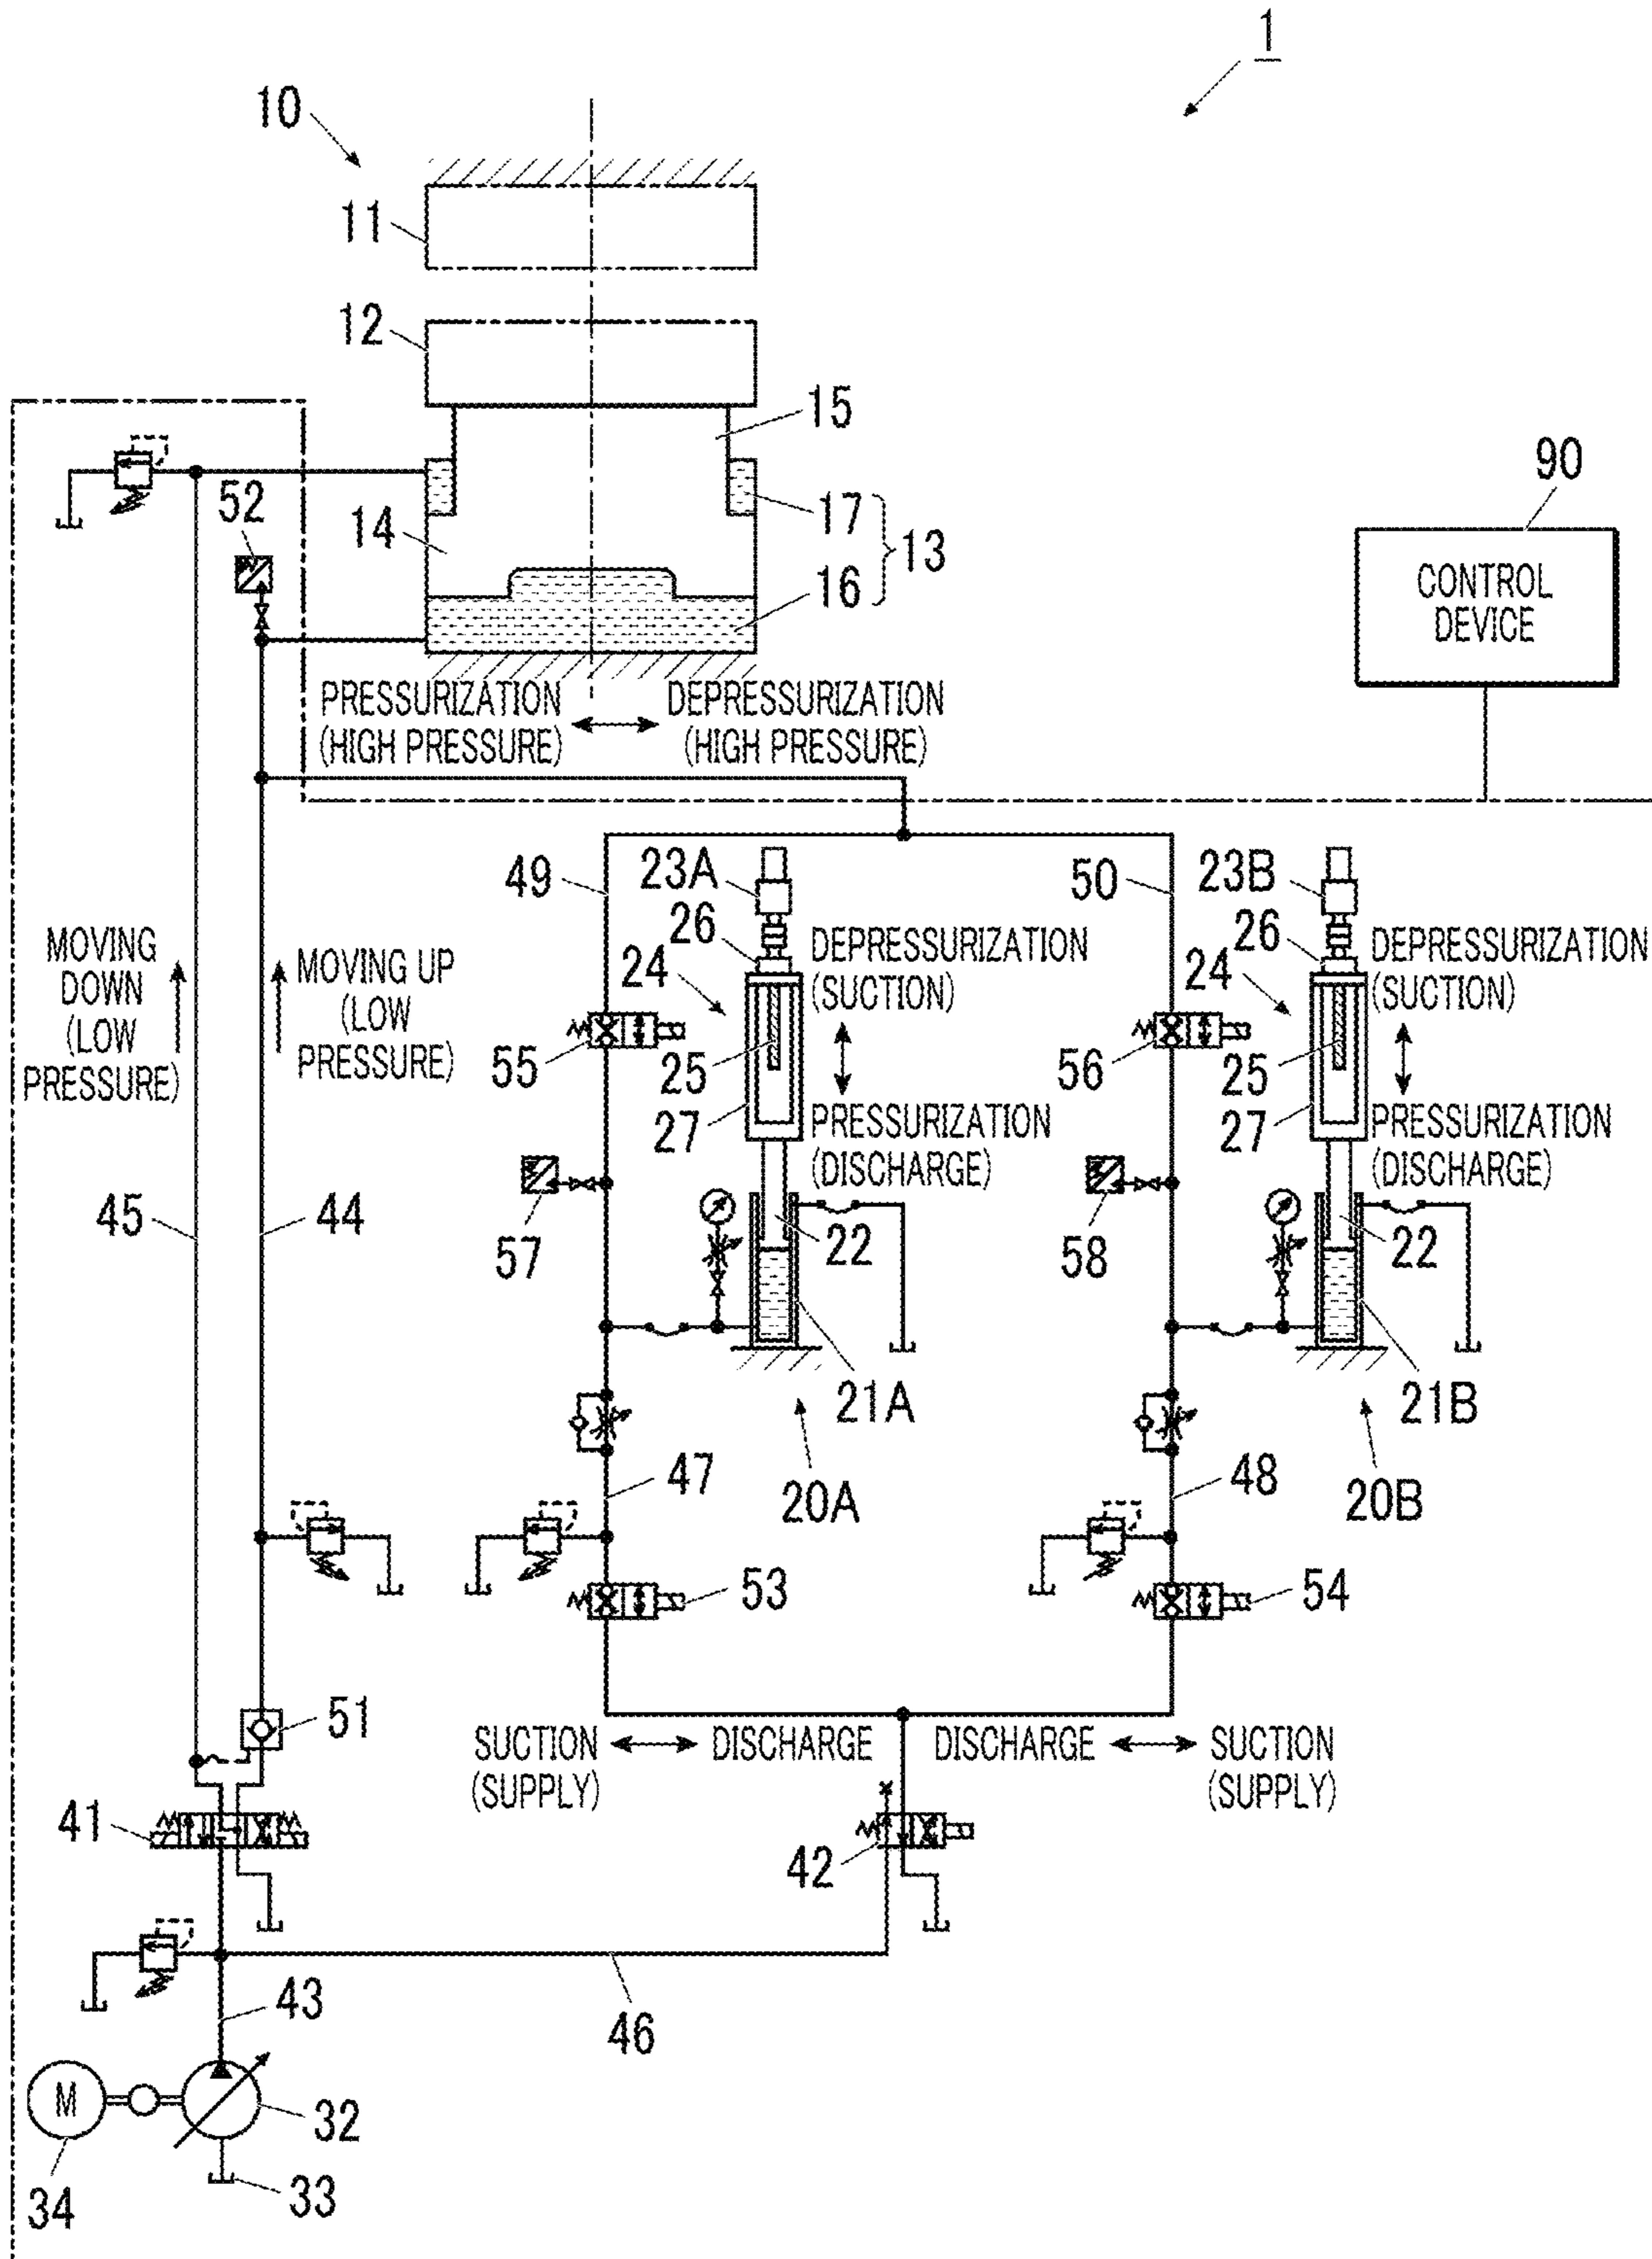 1
10
11
12
15
90
52
14
17
13
16
CONTROL
DEVICE
PRESSURIZATION
(HIGH PRESSURE)
DEPRESSURIZATION
(HIGH PRESSURE)
49
23A
50
23B
26
26
MOVING
DOWN
(LOW
PRESSURE)
MOVING UP
(LOW
PRESSURE)
24
DEPRESSURIZATION
(SUCTION)
24
DEPRESSURIZATION
(SUCTION)
55
25
56
25
27
PRESSURIZATION
(DISCHARGE)
27
PRESSURIZATION
(DISCHARGE)
45
44
57
22
58
22
21A
21B
47
20A
48
20B
53
54
51
SUCTION
(SUPPLY)
DISCHARGE
DISCHARGE
SUCTION
(SUPPLY)
41
42
43
46
M
32
34
33